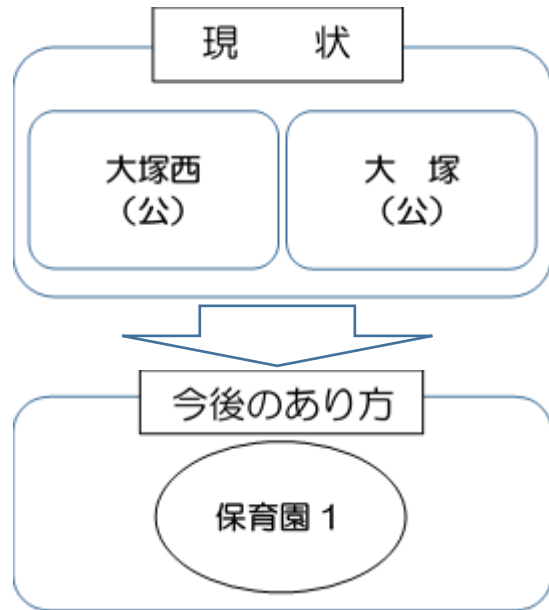 現　　状
大塚西
（公）
大　塚
（公）
今後のあり方
保育園 1